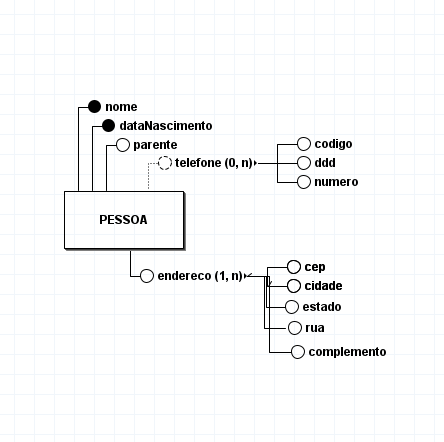 nome
dataNascimento
parente
telefone (0, n)
codigo
ddd
numero
PESSOA
endereco (1, n)
cep
cidade
estado
rua
complemento